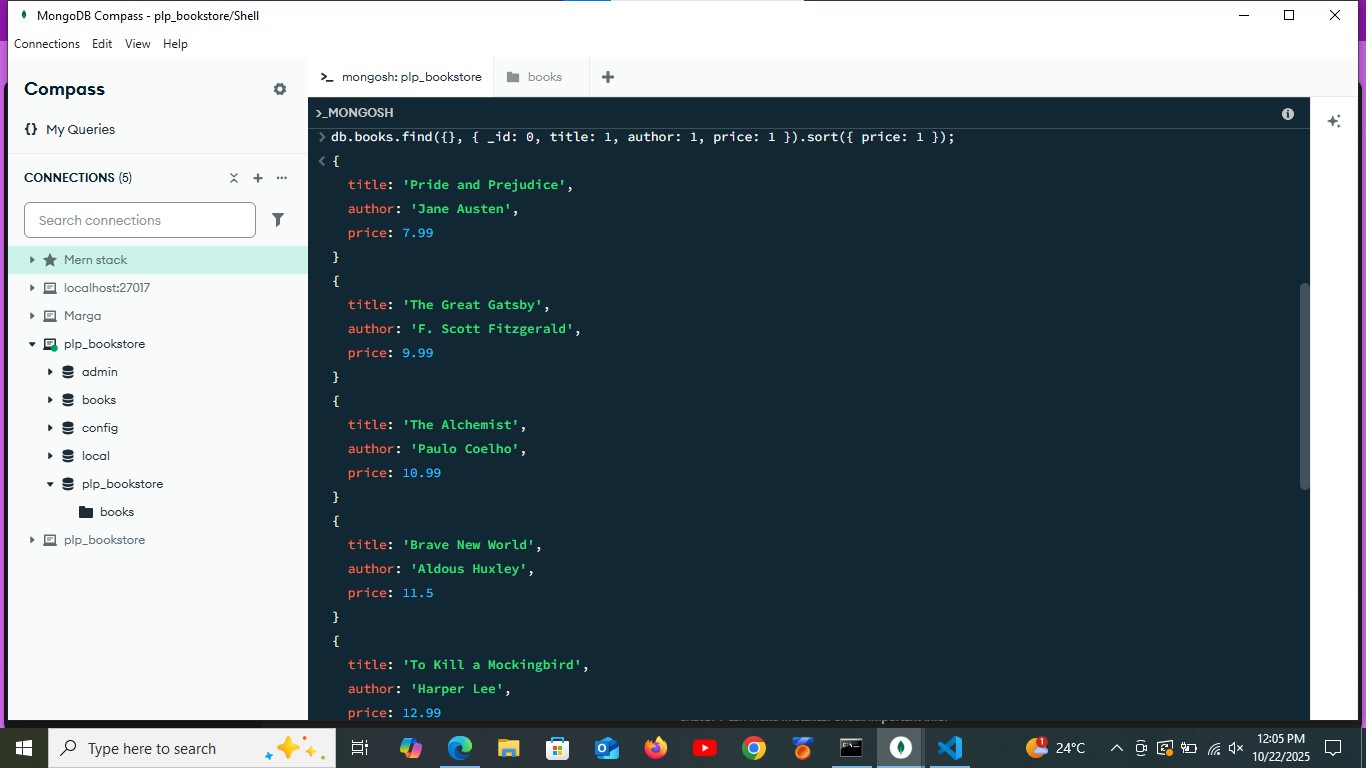 MongoDB Compass - plp_bookstore/Shell
Connections Edit View Help
Compass
{} My Queries
CONNECTIONS (5)
Search connections
Mern stack
localhost:27017
Marga
plp_bookstore
admin
books
config
local
plp_bookstore
books
plp_bookstore
>_ mongosh: plp_bookstore
books
>_MONGOSH
> db.books.find({}, { _id: 0, title: 1, author: 1, price: 1 }).sort({ price: 1 });
< {
title: 'Pride and Prejudice',
author: 'Jane Austen',
price: 7.99
}
{
title: 'The Great Gatsby',
author: 'F. Scott Fitzgerald',
price: 9.99
}
{
title: 'The Alchemist',
author: 'Paulo Coelho',
price: 10.99
}
{
title: 'Brave New World',
author: 'Aldous Huxley',
price: 11.5
}
{
title: 'To Kill a Mockingbird',
author: 'Harper Lee',
price: 12.99
Type here to search
1
24°C
12:05 PM
10/22/2025